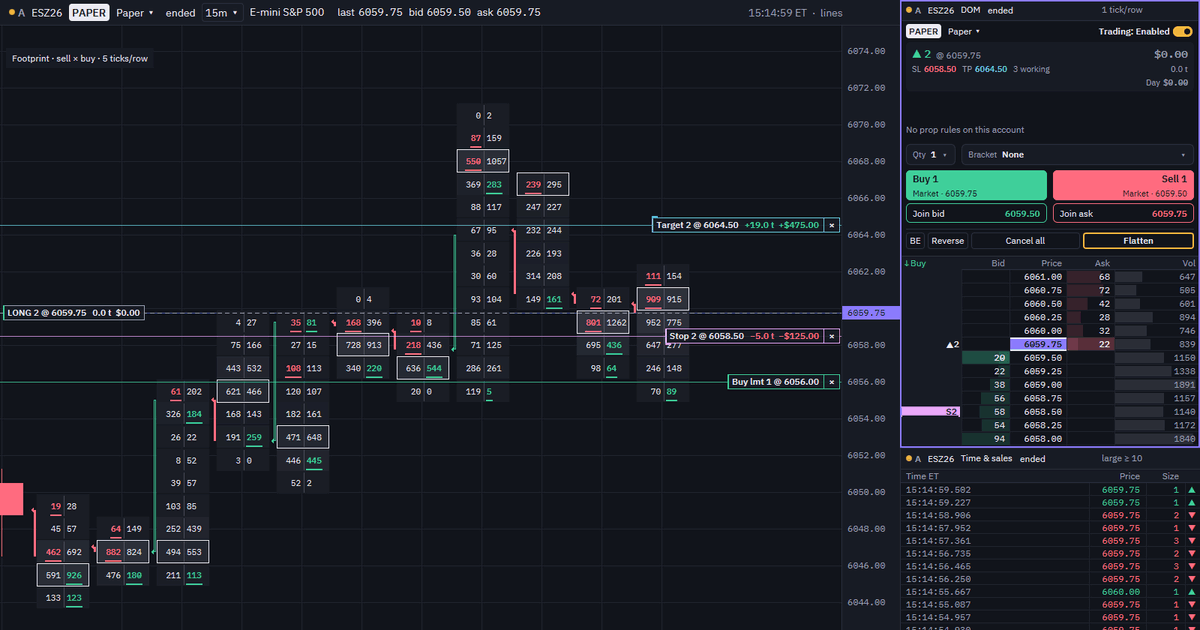 A ESZ26 PAPER Paper ▾ ended 15m ▾ E-mini S&P 500 last 6059.75 bid 6059.50 ask 6059.75 15:14:59 ET · lines
Footprint · sell × buy · 5 ticks/row
6074.00
6072.00
6070.00
6068.00
6066.00
6064.00
6062.00
6059.75
6058.00
6056.00
6054.00
6052.00
6050.00
6048.00
6046.00
6044.00
Target 2 @ 6064.50 +19.0 t +$475.00 ×
LONG 2 @ 6059.75 0.0 t $0.00
Stop 2 @ 6058.50 −5.0 t −$125.00 ×
Buy lmt 1 @ 6056.00 ×
19 28
45 57
462 692
591 926
133 123
64 149
882 824
476 180
61 202
326 184
26 22
8 52
39 57
103 85
252 439
494 553
211 113
4 27
75 166
443 532
621 466
168 143
191 259
3 0
35 81
27 15
108 113
120 107
182 161
471 648
446 445
52 2
0 4
168 396
728 913
340 220
10 8
218 436
636 544
20 0
0 2
87 159
550 1057
369 283
88 117
67 95
36 28
30 60
93 104
85 61
71 125
286 261
119 5
239 295
247 227
232 244
226 193
314 208
149 161
72 201
801 1262
695 436
98 64
111 154
909 915
952 775
647 277
246 148
70 89
A ESZ26 DOM ended 1 tick/row
PAPER Paper ▾ Trading: Enabled
▲ 2 @ 6059.75 $0.00
SL 6058.50 TP 6064.50 3 working 0.0 t
Day $0.00
No prop rules on this account
Qty 1 ▾ Bracket None ▾
Buy 1 Sell 1
Market · 6059.75 Market · 6059.50
Join bid 6059.50 Join ask 6059.75
BE Reverse Cancel all Flatten
↓Buy Bid Price Ask Vol
6061.00 68 647
6060.75 72 505
6060.50 42 601
6060.25 28 894
6060.00 32 746
▲2 6059.75 22 839
20 6059.50 1150
22 6059.25 1338
38 6059.00 1891
56 6058.75 1157
S2 58 6058.50 1140
54 6058.25 1172
94 6058.00 1840
A ESZ26 Time & sales ended large ≥ 10
Time ET Price Size
15:14:59.502 6059.75 1 ▲
15:14:59.227 6059.75 1 ▲
15:14:58.906 6059.75 2 ▼
15:14:57.952 6059.75 1 ▼
15:14:57.361 6059.75 3 ▼
15:14:56.735 6059.75 2 ▼
15:14:56.465 6059.75 3 ▼
15:14:56.250 6059.75 2 ▼
15:14:55.667 6060.00 1 ▲
15:14:55.087 6059.75 1 ▼
15:14:54.957 6059.75 1 ▼